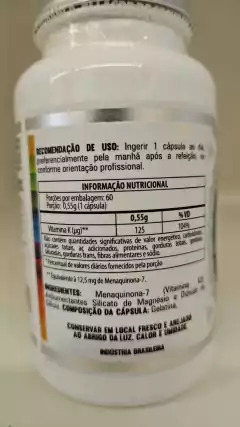 RECOMENDAÇÃO DE USO: Ingerir 1 cápsula ao dia,
preferencialmente pela manhã após a refeição, ou
conforme orientação profissional.
INFORMAÇÃO NUTRICIONAL
Porções por embalagem: 60
Porção: 0,55g (1 cápsula)
0,55g %VD
Vitamina K (µg)** 125 104%
Não contém quantidades significativas de valor energético, carboidratos,
açúcares totais, aç. adicionados, proteínas, gorduras totais, gorduras
saturadas, gorduras trans, fibras alimentares e sódio.
* Percentual de valores diários fornecidos pela porção
** Equivalente à 12,5 mg de Menaquinona-7.
INGREDIENTES: Menaquinona-7 (Vitamina K2)
Antiumectantes Silicato de Magnésio e Dióxido de
Silício. COMPOSIÇÃO DA CÁPSULA: Gelatina.
CONSERVAR EM LOCAL FRESCO E AREJADO
AO ABRIGO DA LUZ, CALOR E UMIDADE.
INDÚSTRIA BRASILEIRA